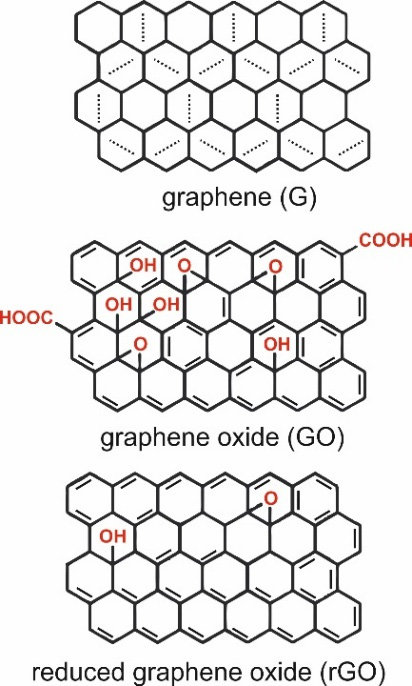 graphene (G)
COOH
OH
O
O
OH
OH
HOOC
O
OH
graphene oxide (GO)
O
OH
reduced graphene oxide (rGO)